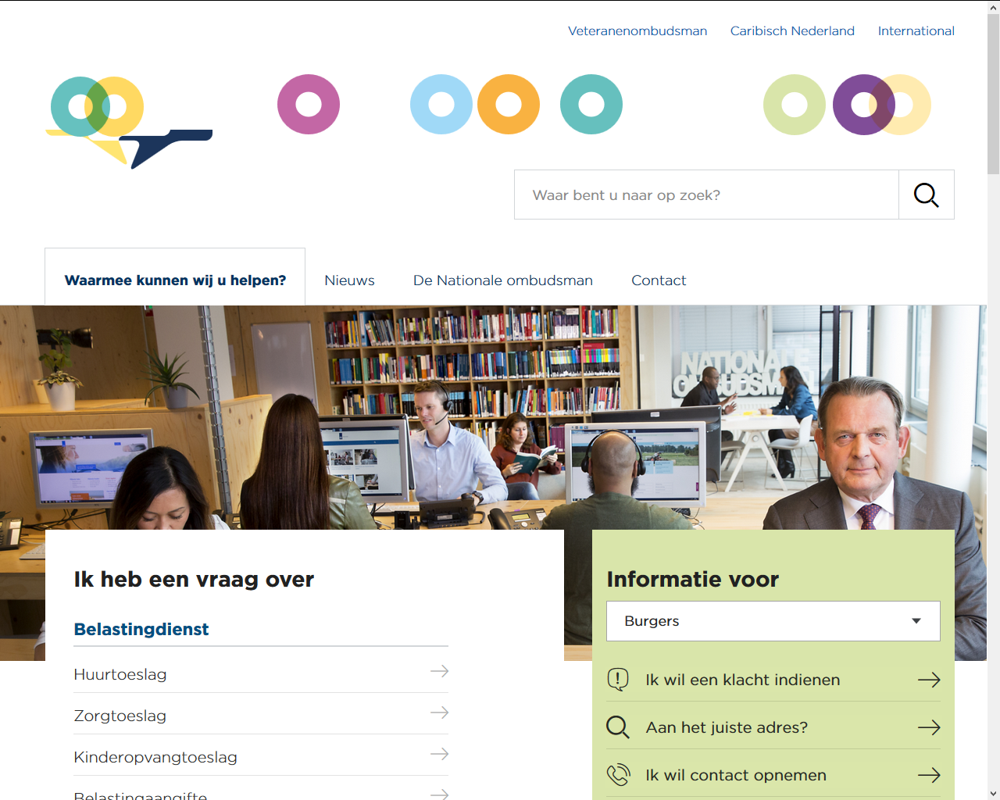 Veteranenombudsman Caribisch Nederland International
Waar bent u naar op zoek?
Waarmee kunnen wij u helpen? Nieuws De Nationale ombudsman Contact
NATIONALE
OMBUDSMA
Ik heb een vraag over
Belastingdienst
Huurtoeslag
Zorgtoeslag
Kinderopvangtoeslag
Belastingaangifte
Informatie voor
Burgers
Ik wil een klacht indienen
Aan het juiste adres?
Ik wil contact opnemen